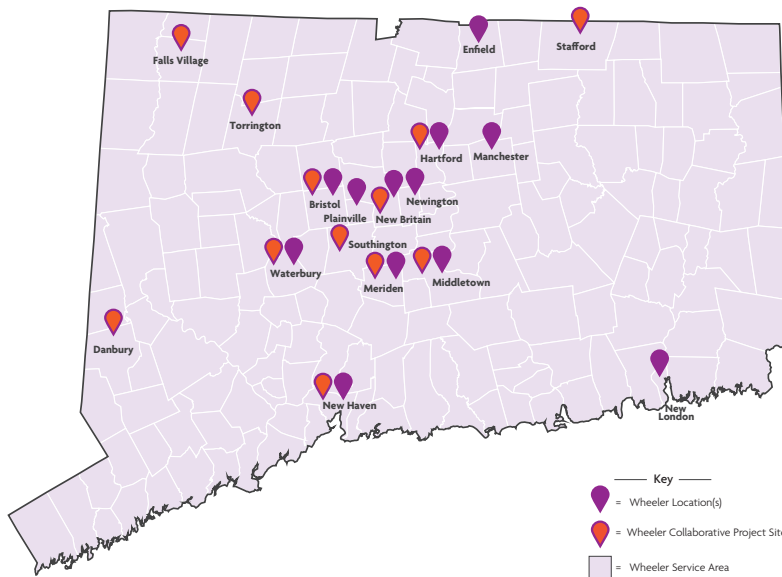 Enfield
Stafford
Falls Village
Torrington
Hartford
Manchester
Bristol
Plainville
New Britain
Newington
Southington
Waterbury
Meriden
Middletown
Danbury
New Haven
New
London
Key
= Wheeler Location(s)
= Wheeler Collaborative Project Site
= Wheeler Service Area